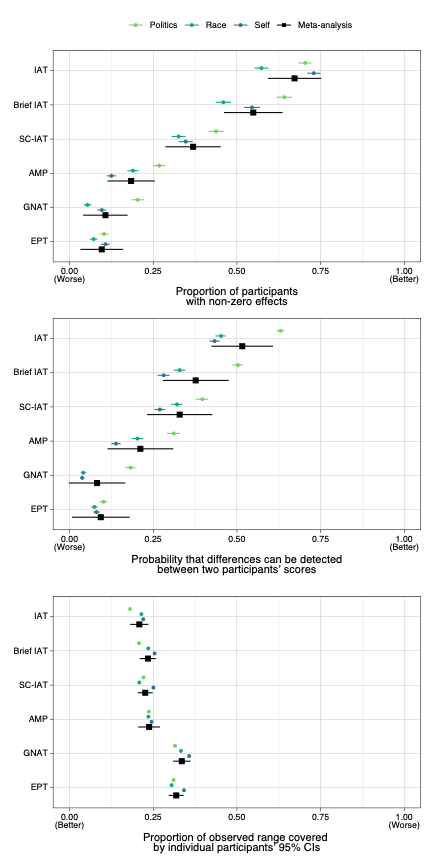 Politics Race Self Meta-analysis
IAT
Brief IAT
SC-IAT
AMP
GNAT
EPT
0.00 0.25 0.50 0.75 1.00
(Worse) (Better)
Proportion of participants
with non-zero effects
IAT
Brief IAT
SC-IAT
AMP
GNAT
EPT
0.00 0.25 0.50 0.75 1.00
(Worse) (Better)
Probability that differences can be detected
between two participants' scores
IAT
Brief IAT
SC-IAT
AMP
GNAT
EPT
0.00 0.25 0.50 0.75 1.00
(Better) (Worse)
Proportion of observed range covered
by individual participants' 95% CIs